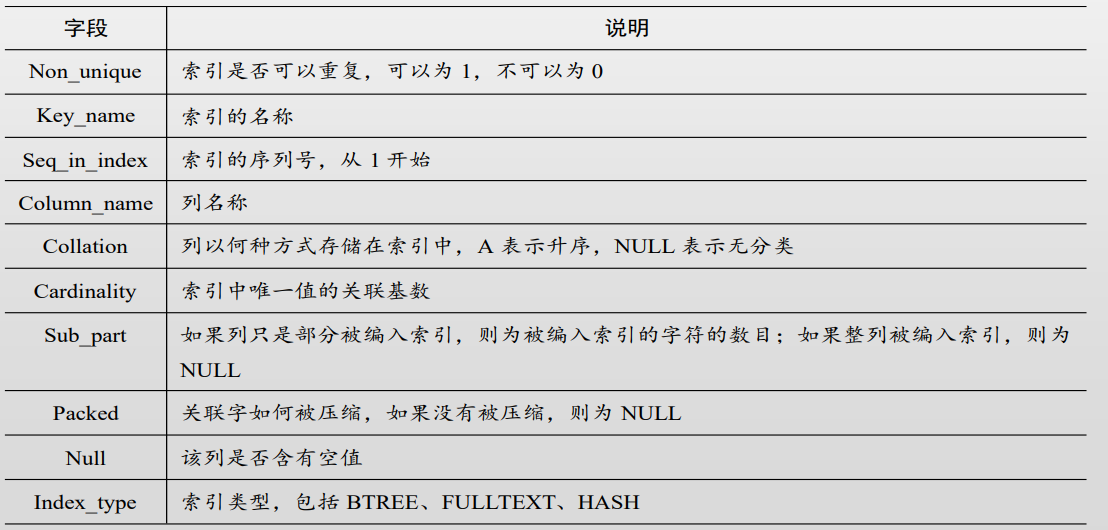 字段 说明
Non_unique 索引是否可以重复，可以为 1，不可以为 0
Key_name 索引的名称
Seq_in_index 索引的序列号，从 1 开始
Column_name 列名称
Collation 列以何种方式存储在索引中，A 表示升序，NULL 表示无分类
Cardinality 索引中唯一值的关联基数
Sub_part 如果列只是部分被编入索引，则为被编入索引的字符的数目；如果整列被编入索引，则为
NULL
Packed 关联字如何被压缩，如果没有被压缩，则为 NULL
Null 该列是否含有空值
Index_type 索引类型，包括 BTREE、FULLTEXT、HASH